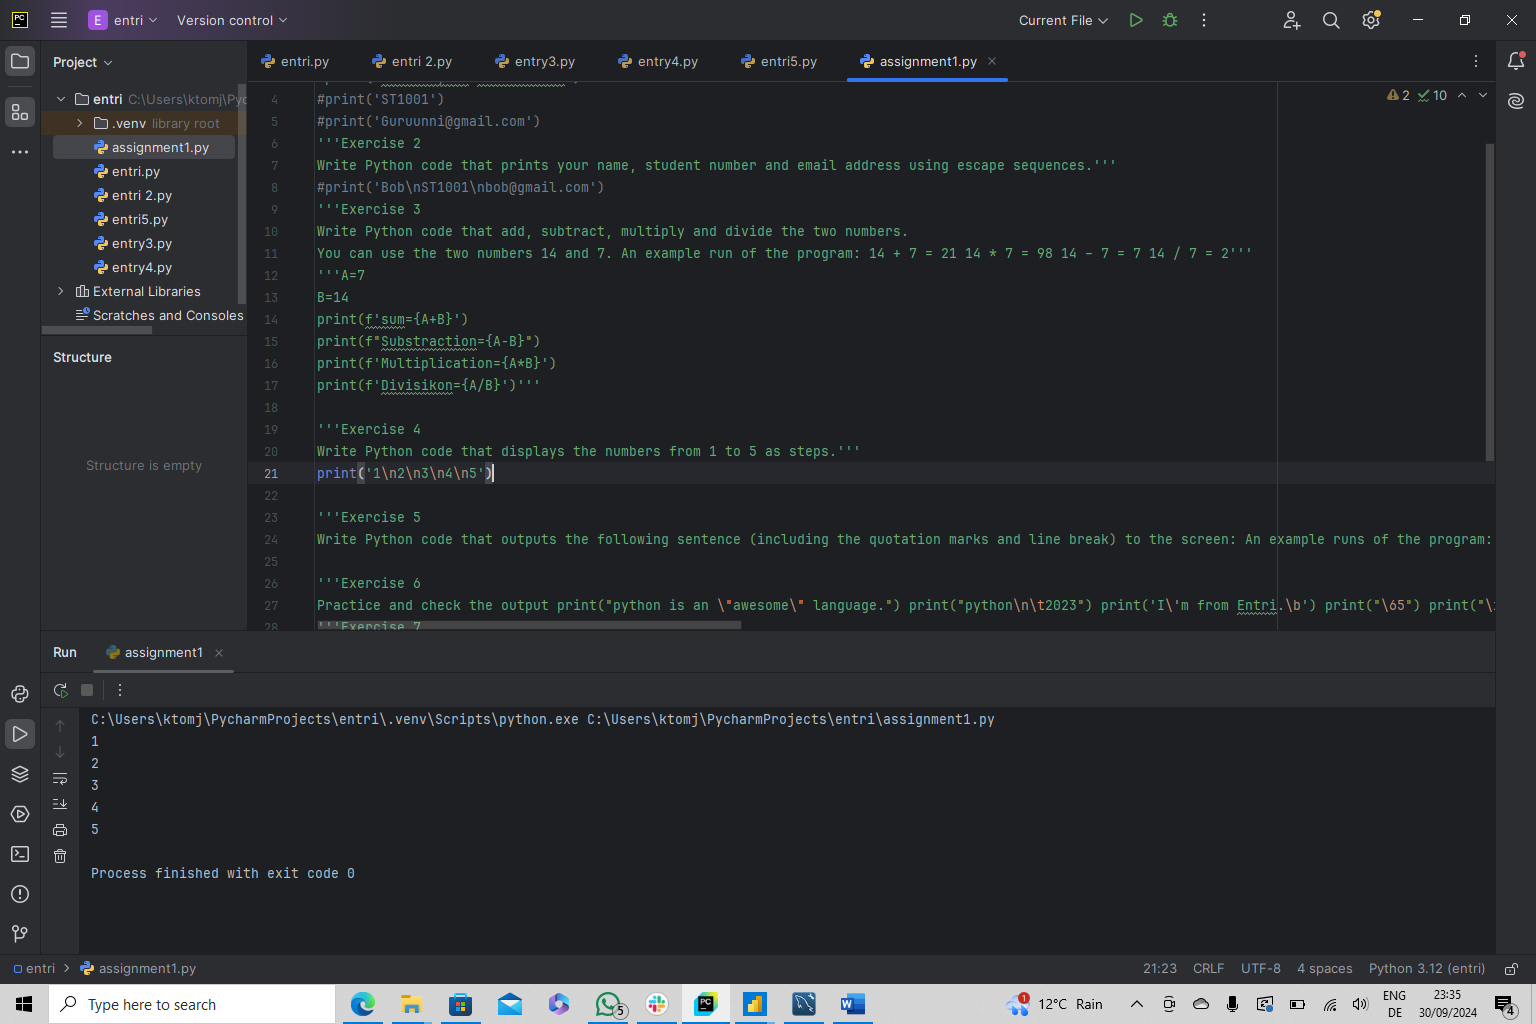 PC
E entri
Version control
Current File
Project
entri.py
entri 2.py
entry3.py
entry4.py
entri5.py
assignment1.py
entri C:\Users\ktomj\Pyc
.venv library root
assignment1.py
entri.py
entri 2.py
entri5.py
entry3.py
entry4.py
External Libraries
Scratches and Consoles
Structure
Structure is empty
2 10
4 #print('ST1001')
5 #print('Guruunni@gmail.com')
6 '''Exercise 2
7 Write Python code that prints your name, student number and email address using escape sequences.'''
8 #print('Bob\nST1001\nbob@gmail.com')
9 '''Exercise 3
10 Write Python code that add, subtract, multiply and divide the two numbers.
11 You can use the two numbers 14 and 7. An example run of the program: 14 + 7 = 21 14 * 7 = 98 14 - 7 = 7 14 / 7 = 2'''
12 '''A=7
13 B=14
14 print(f'sum={A+B}')
15 print(f"Substraction={A-B}")
16 print(f'Multiplication={A*B}')
17 print(f'Divisikon={A/B}')'''
18
19 '''Exercise 4
20 Write Python code that displays the numbers from 1 to 5 as steps.'''
21 print('1\n2\n3\n4\n5')
22
23 '''Exercise 5
24 Write Python code that outputs the following sentence (including the quotation marks and line break) to the screen: An example runs of the program:
25
26 '''Exercise 6
27 Practice and check the output print("python is an \"awesome\" language.") print("python\n\t2023") print('I\'m from Entri.\b') print("\65") print("\
28 '''Exercise 7
Run
assignment1
C:\Users\ktomj\PycharmProjects\entri\.venv\Scripts\python.exe C:\Users\ktomj\PycharmProjects\entri\assignment1.py
1
2
3
4
5
Process finished with exit code 0
entri > assignment1.py
21:23 CRLF UTF-8 4 spaces Python 3.12 (entri)
Type here to search
5
PC
W
1
12°C Rain
ENG
DE
23:35
30/09/2024
4